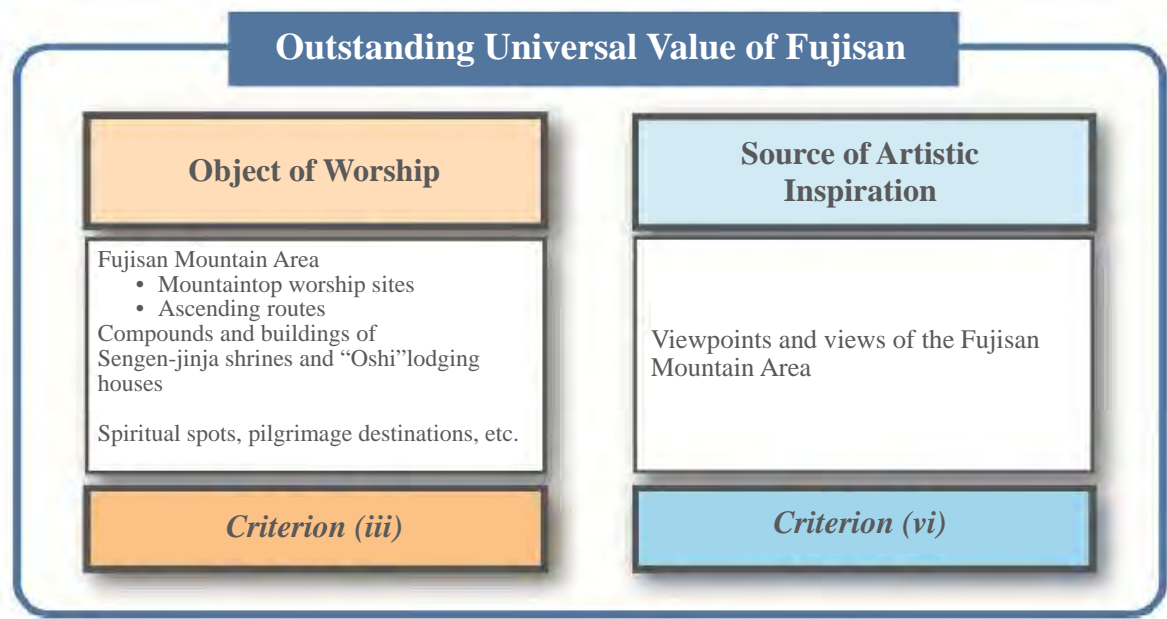 Outstanding Universal Value of Fujisan
Object of Worship
Fujisan Mountain Area
• Mountaintop worship sites
• Ascending routes
Compounds and buildings of
Sengen-jinja shrines and “Oshi”lodging
houses
Spiritual spots, pilgrimage destinations, etc.
Criterion (iii)
Source of Artistic
Inspiration
Viewpoints and views of the Fujisan
Mountain Area
Criterion (vi)